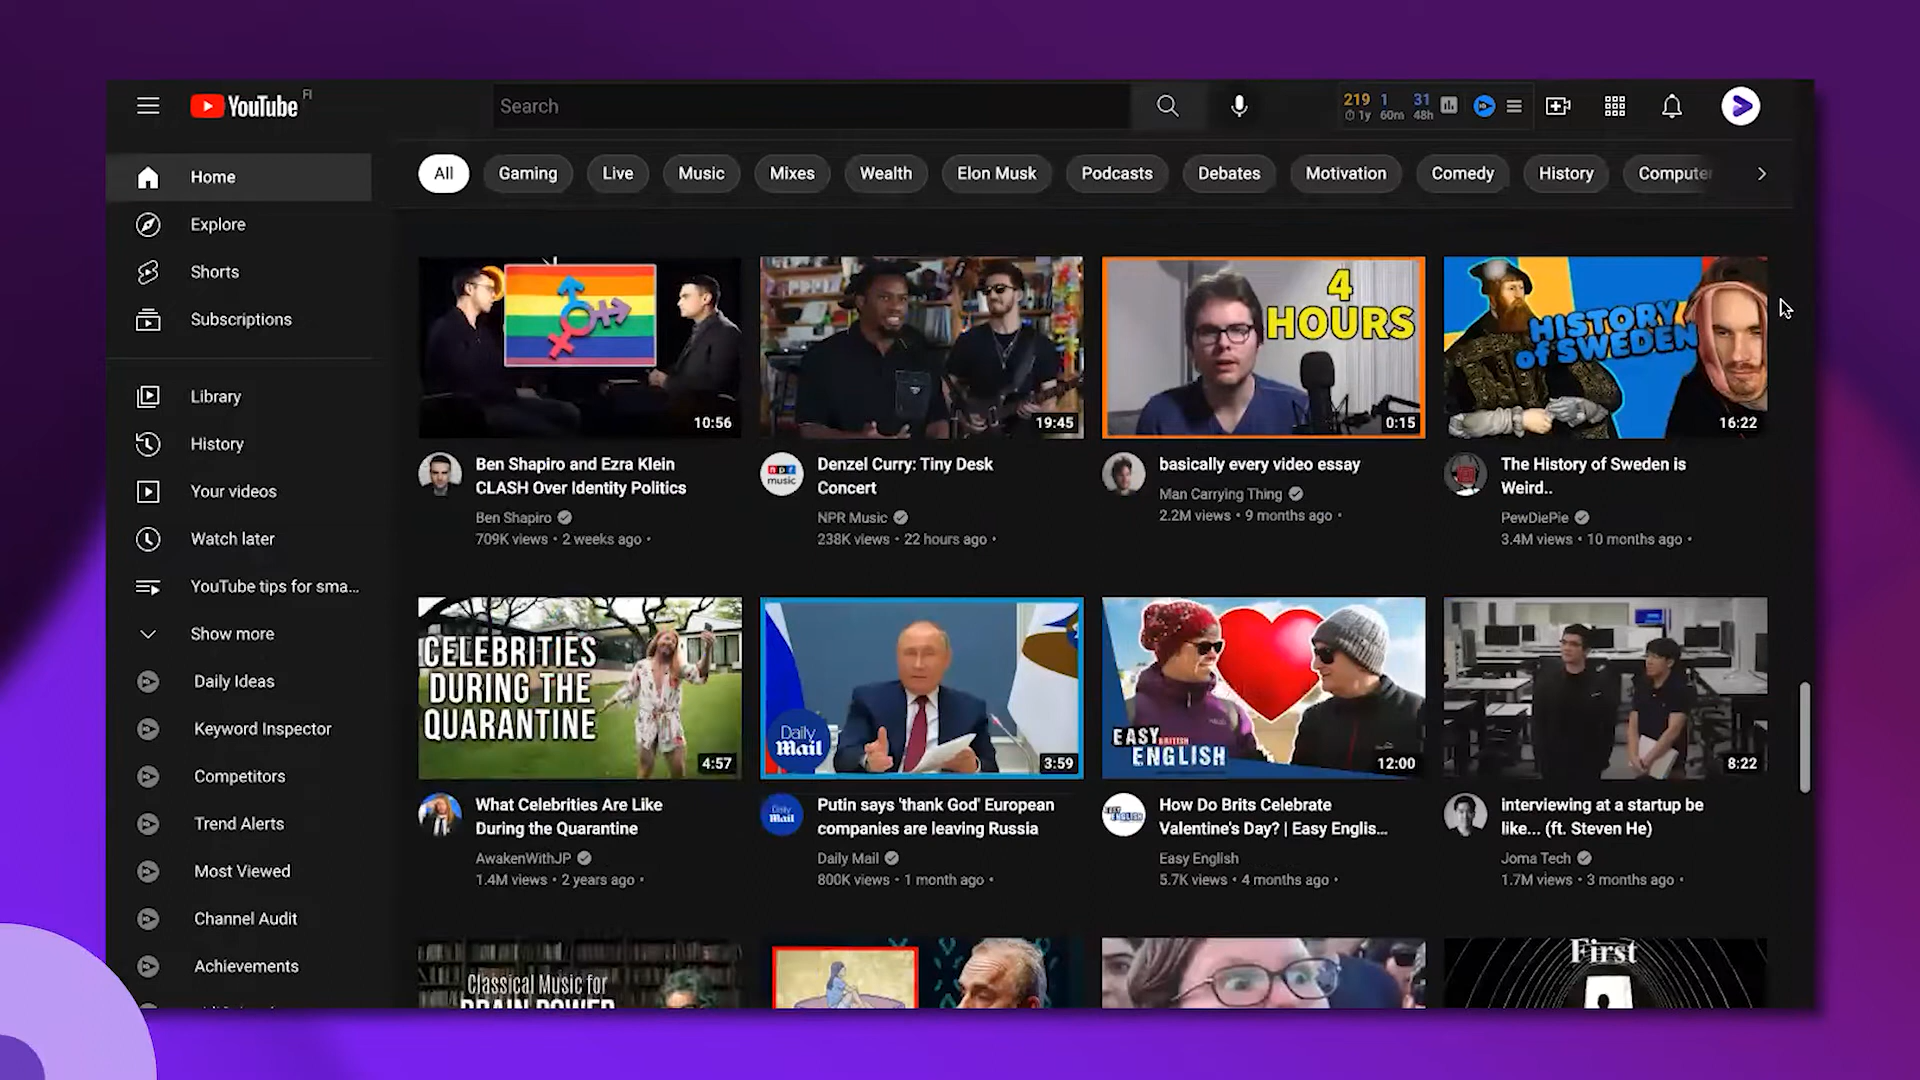 YouTube FI
Search
219 1 31
1y 60m 48h
All Gaming Live Music Mixes Wealth Elon Musk Podcasts Debates Motivation Comedy History Compute
Home
Explore
Shorts
Subscriptions
Library
History
Your videos
Watch later
YouTube tips for sma...
Show more
Daily Ideas
Keyword Inspector
Competitors
Trend Alerts
Most Viewed
Channel Audit
Achievements
10:56
Ben Shapiro and Ezra Klein
CLASH Over Identity Politics
Ben Shapiro
709K views • 2 weeks ago •
19:45
npr
music
Denzel Curry: Tiny Desk
Concert
NPR Music
238K views • 22 hours ago •
4
HOURS
0:15
basically every video essay
Man Carrying Thing
2.2M views • 9 months ago •
HISTORY
of SWEDEN
16:22
The History of Sweden is
Weird..
PewDiePie
3.4M views • 10 months ago •
CELEBRITIES
DURING THE
QUARANTINE
4:57
What Celebrities Are Like
During the Quarantine
AwakenWithJP
1.4M views • 2 years ago •
Daily
Mail
3:59
Daily
Mail
Putin says 'thank God' European
companies are leaving Russia
Daily Mail
800K views • 1 month ago •
EASY BRITISH
ENGLISH
12:00
How Do Brits Celebrate
Valentine's Day? | Easy Englis...
Easy English
5.7K views • 4 months ago •
8:22
interviewing at a startup be
like... (ft. Steven He)
Joma Tech
1.7M views • 3 months ago •
Classical Music for
BRAIN POWER
First